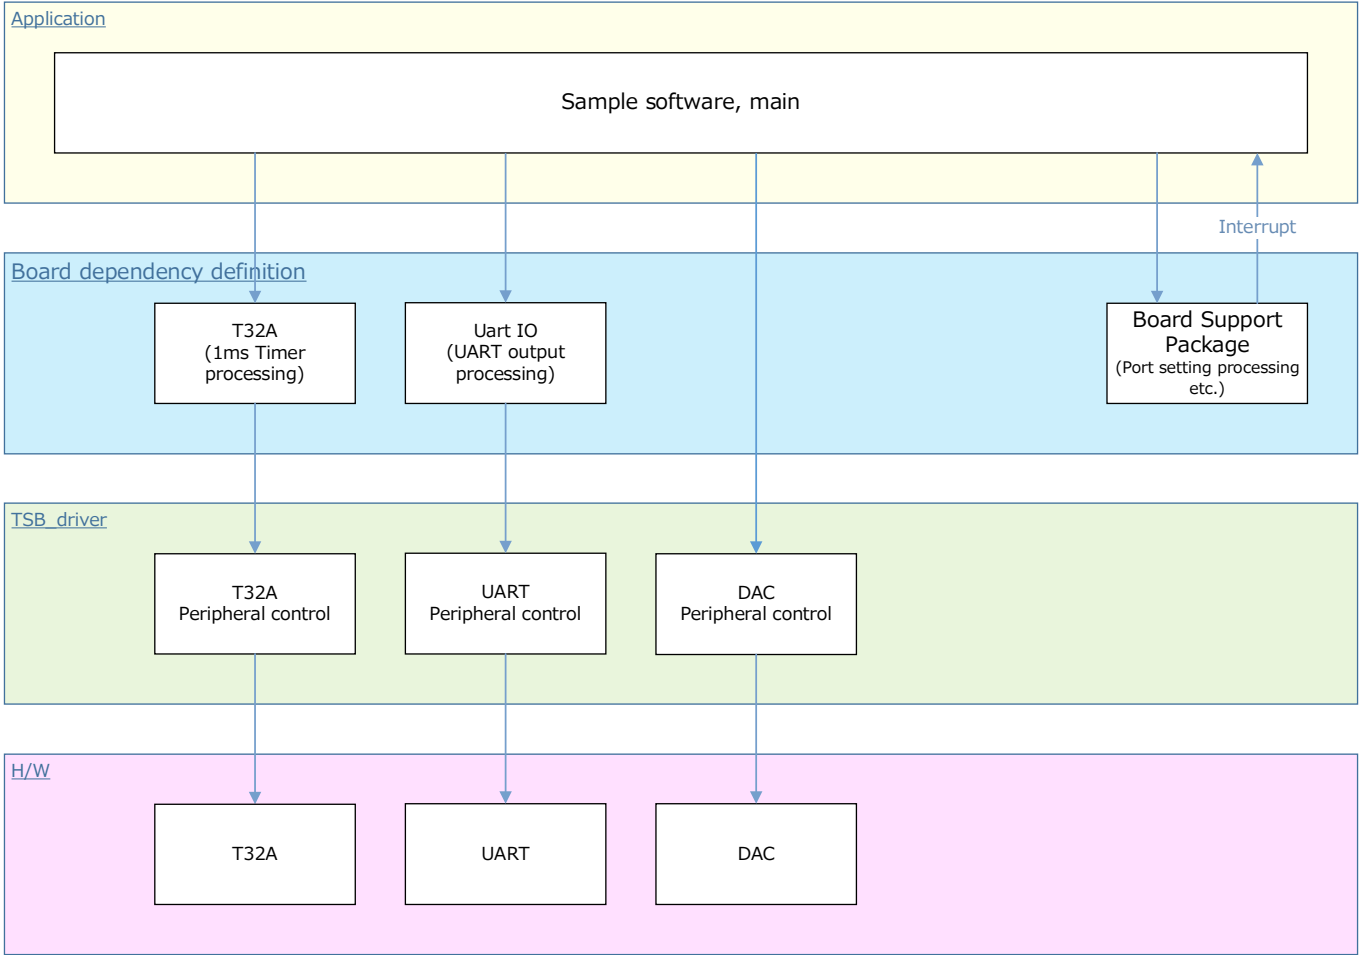 Application
Sample software, main
Interrupt
Board dependency definition
T32A
(1ms Timer
processing)
Uart IO
(UART output
processing)
Board Support
Package
(Port setting processing
etc.)
TSB_driver
T32A
Peripheral control
UART
Peripheral control
DAC
Peripheral control
H/W
T32A
UART
DAC